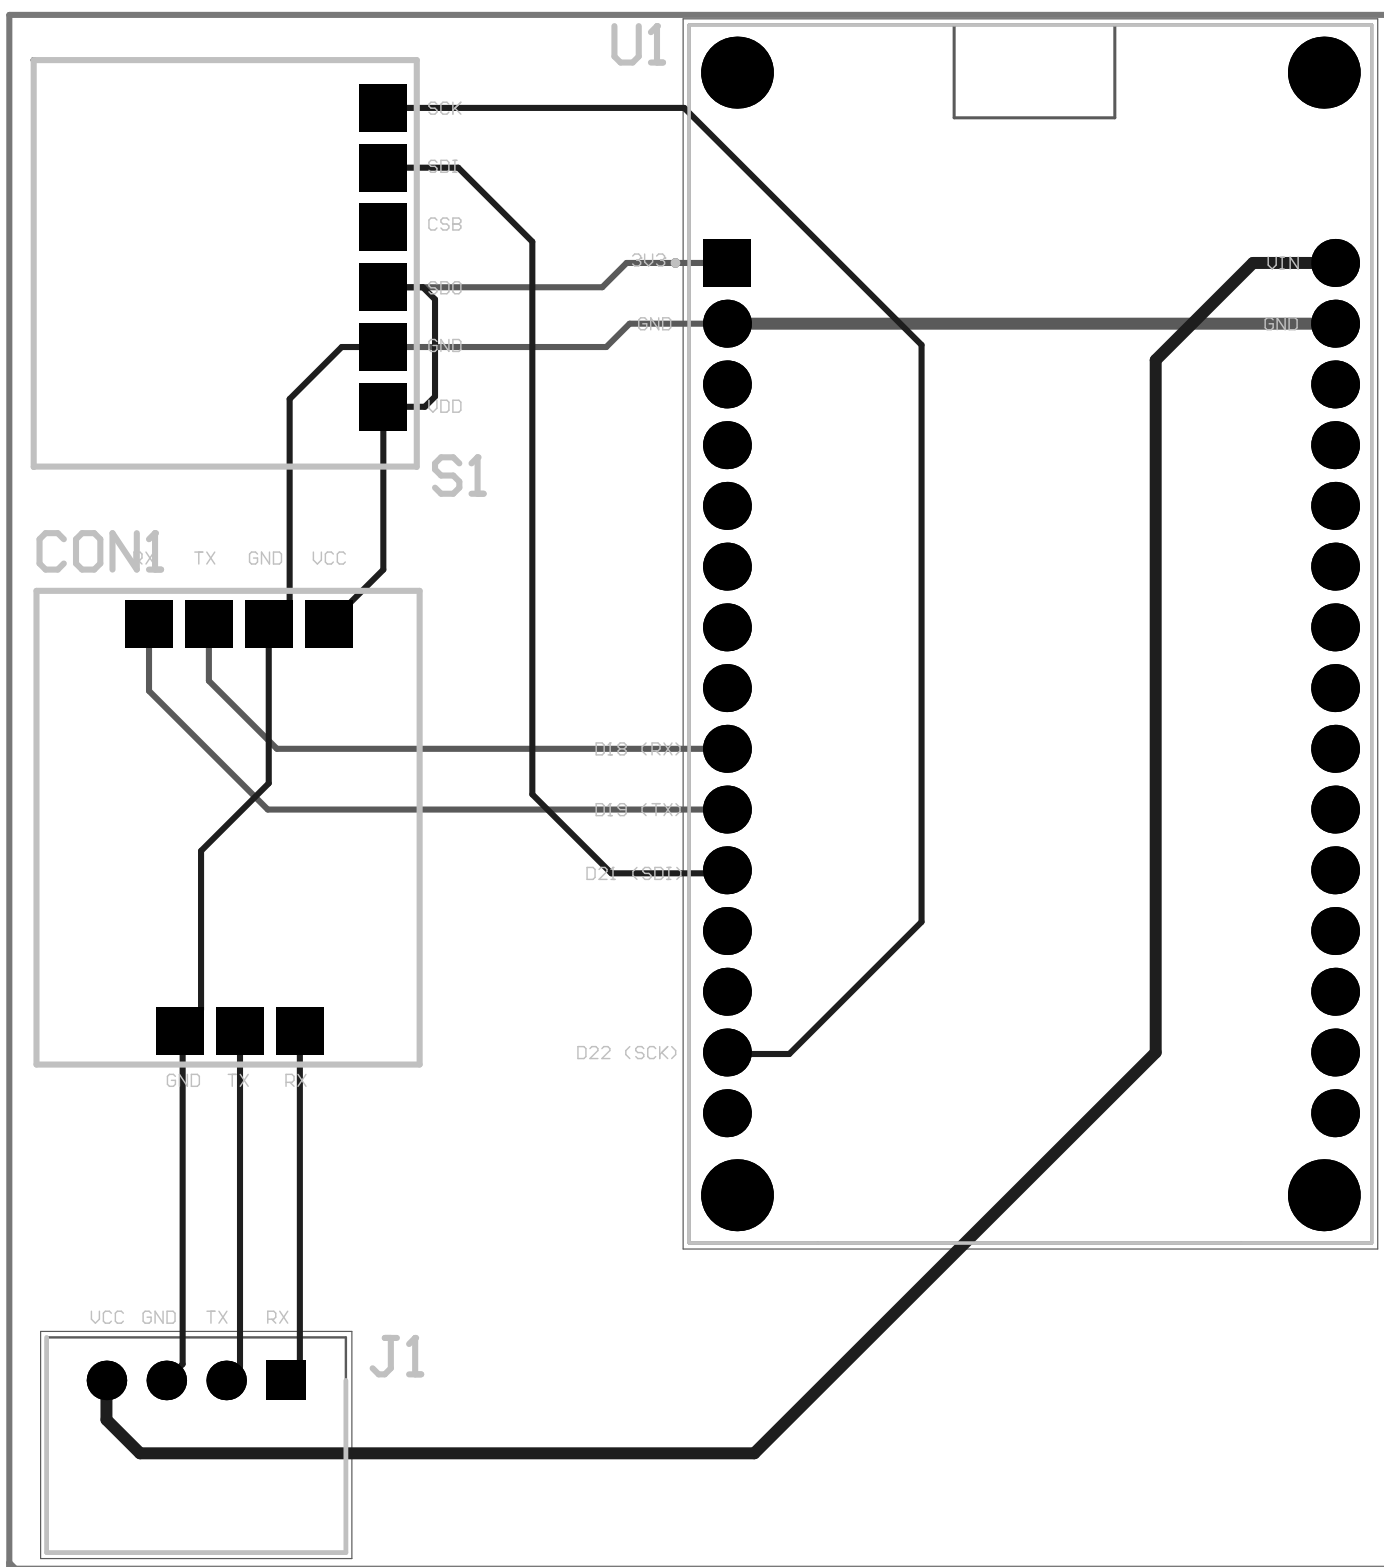 U1
SCK
SDI
CSB
3V3
VIN
SDO
GND
GND
GND
VDD
S1
CON1
RX TX GND VCC
D18 (RX)
D19 (TX)
D21 (SDI)
D22 (SCK)
GND TX RX
VCC GND TX RX
J1